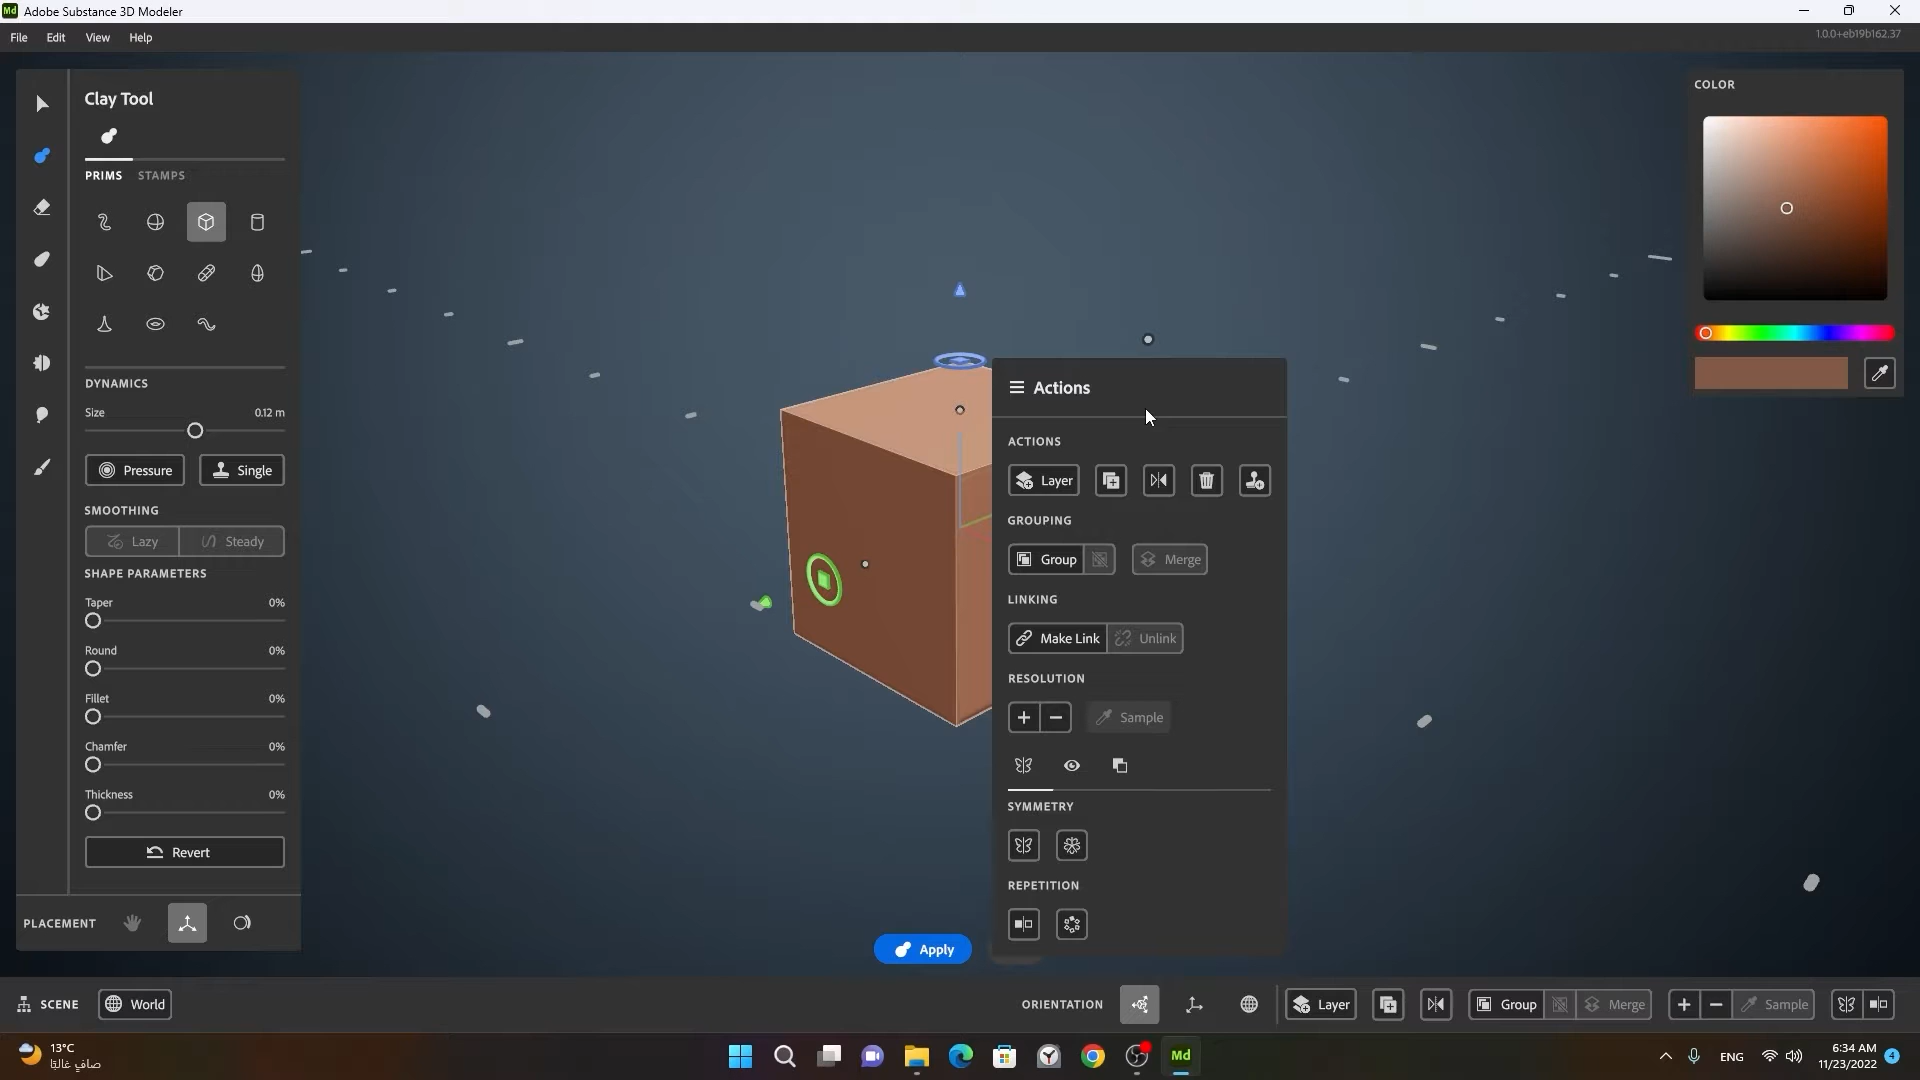 Md Adobe Substance 3D Modeler
File Edit View Help
1.0.0+eb19b162.37
Clay Tool
PRIMS STAMPS
DYNAMICS
Size 0.12 m
Pressure Single
SMOOTHING
Lazy Steady
SHAPE PARAMETERS
Taper 0%
Round 0%
Fillet 0%
Chamfer 0%
Thickness 0%
Revert
PLACEMENT
Actions
ACTIONS
Layer
GROUPING
Group Merge
LINKING
Make Link Unlink
RESOLUTION
+ − Sample
SYMMETRY
REPETITION
Apply
COLOR
SCENE World
ORIENTATION Layer Group Merge + − Sample
13°C
صافٍ غالبًا
Md
ENG
6:34 AM
11/23/2022
4